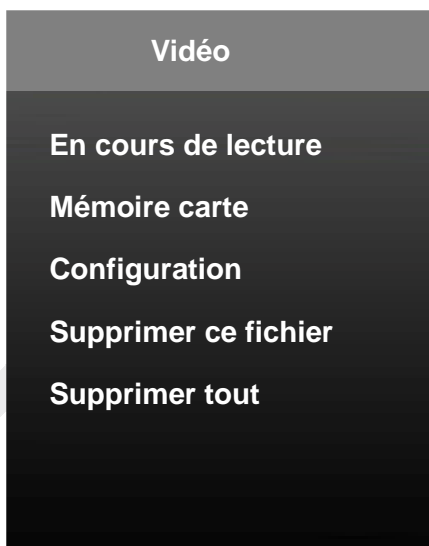 Vidéo
En cours de lecture
Mémoire carte
Configuration
Supprimer ce fichier
Supprimer tout